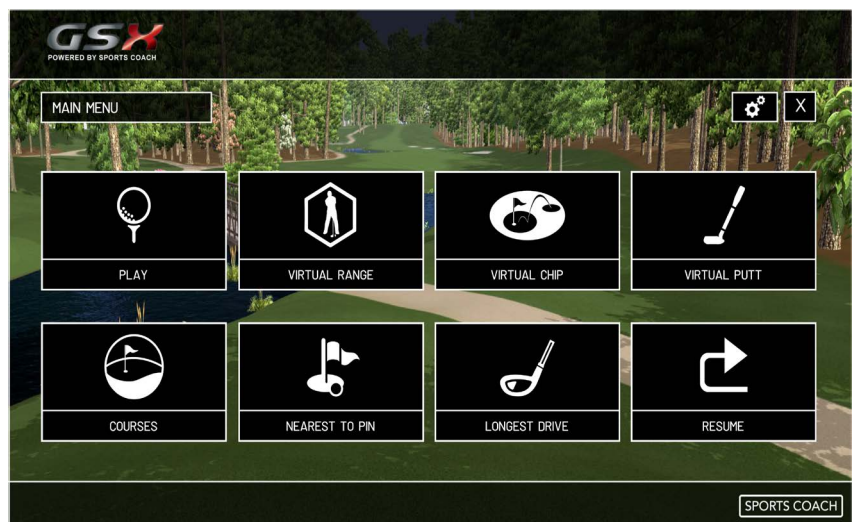 GSX
POWERED BY SPORTS COACH
MAIN MENU
X
PLAY
VIRTUAL RANGE
VIRTUAL CHIP
VIRTUAL PUTT
COURSES
NEAREST TO PIN
LONGEST DRIVE
RESUME
SPORTS COACH